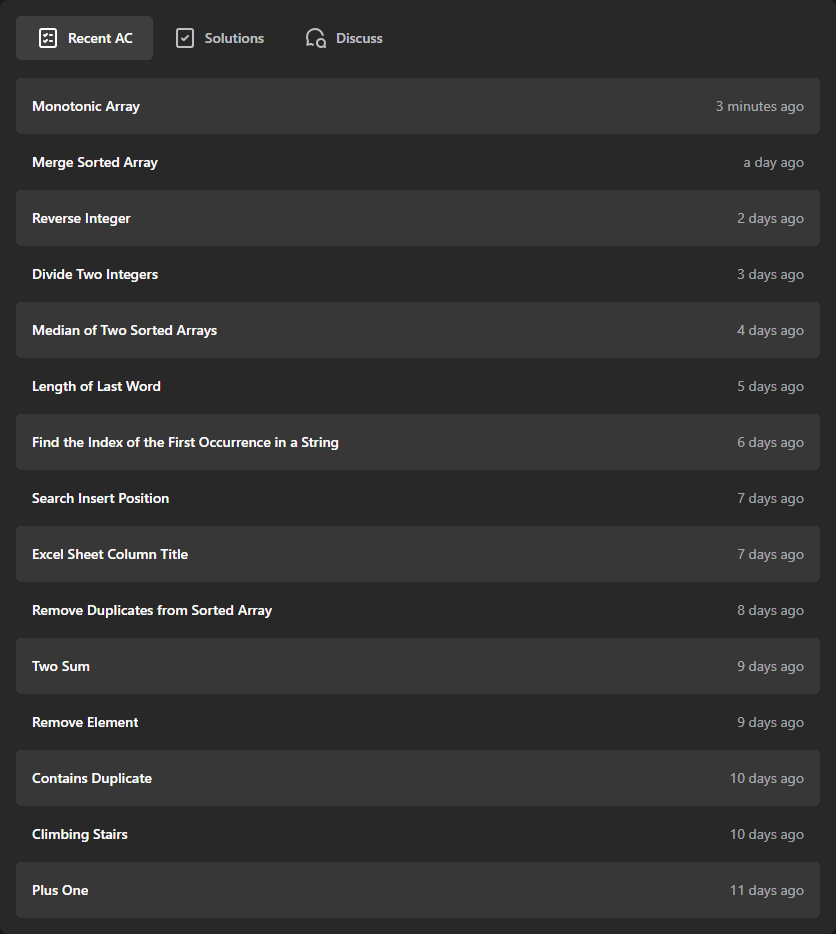 Recent AC Solutions Discuss
Monotonic Array 3 minutes ago
Merge Sorted Array a day ago
Reverse Integer 2 days ago
Divide Two Integers 3 days ago
Median of Two Sorted Arrays 4 days ago
Length of Last Word 5 days ago
Find the Index of the First Occurrence in a String 6 days ago
Search Insert Position 7 days ago
Excel Sheet Column Title 7 days ago
Remove Duplicates from Sorted Array 8 days ago
Two Sum 9 days ago
Remove Element 9 days ago
Contains Duplicate 10 days ago
Climbing Stairs 10 days ago
Plus One 11 days ago